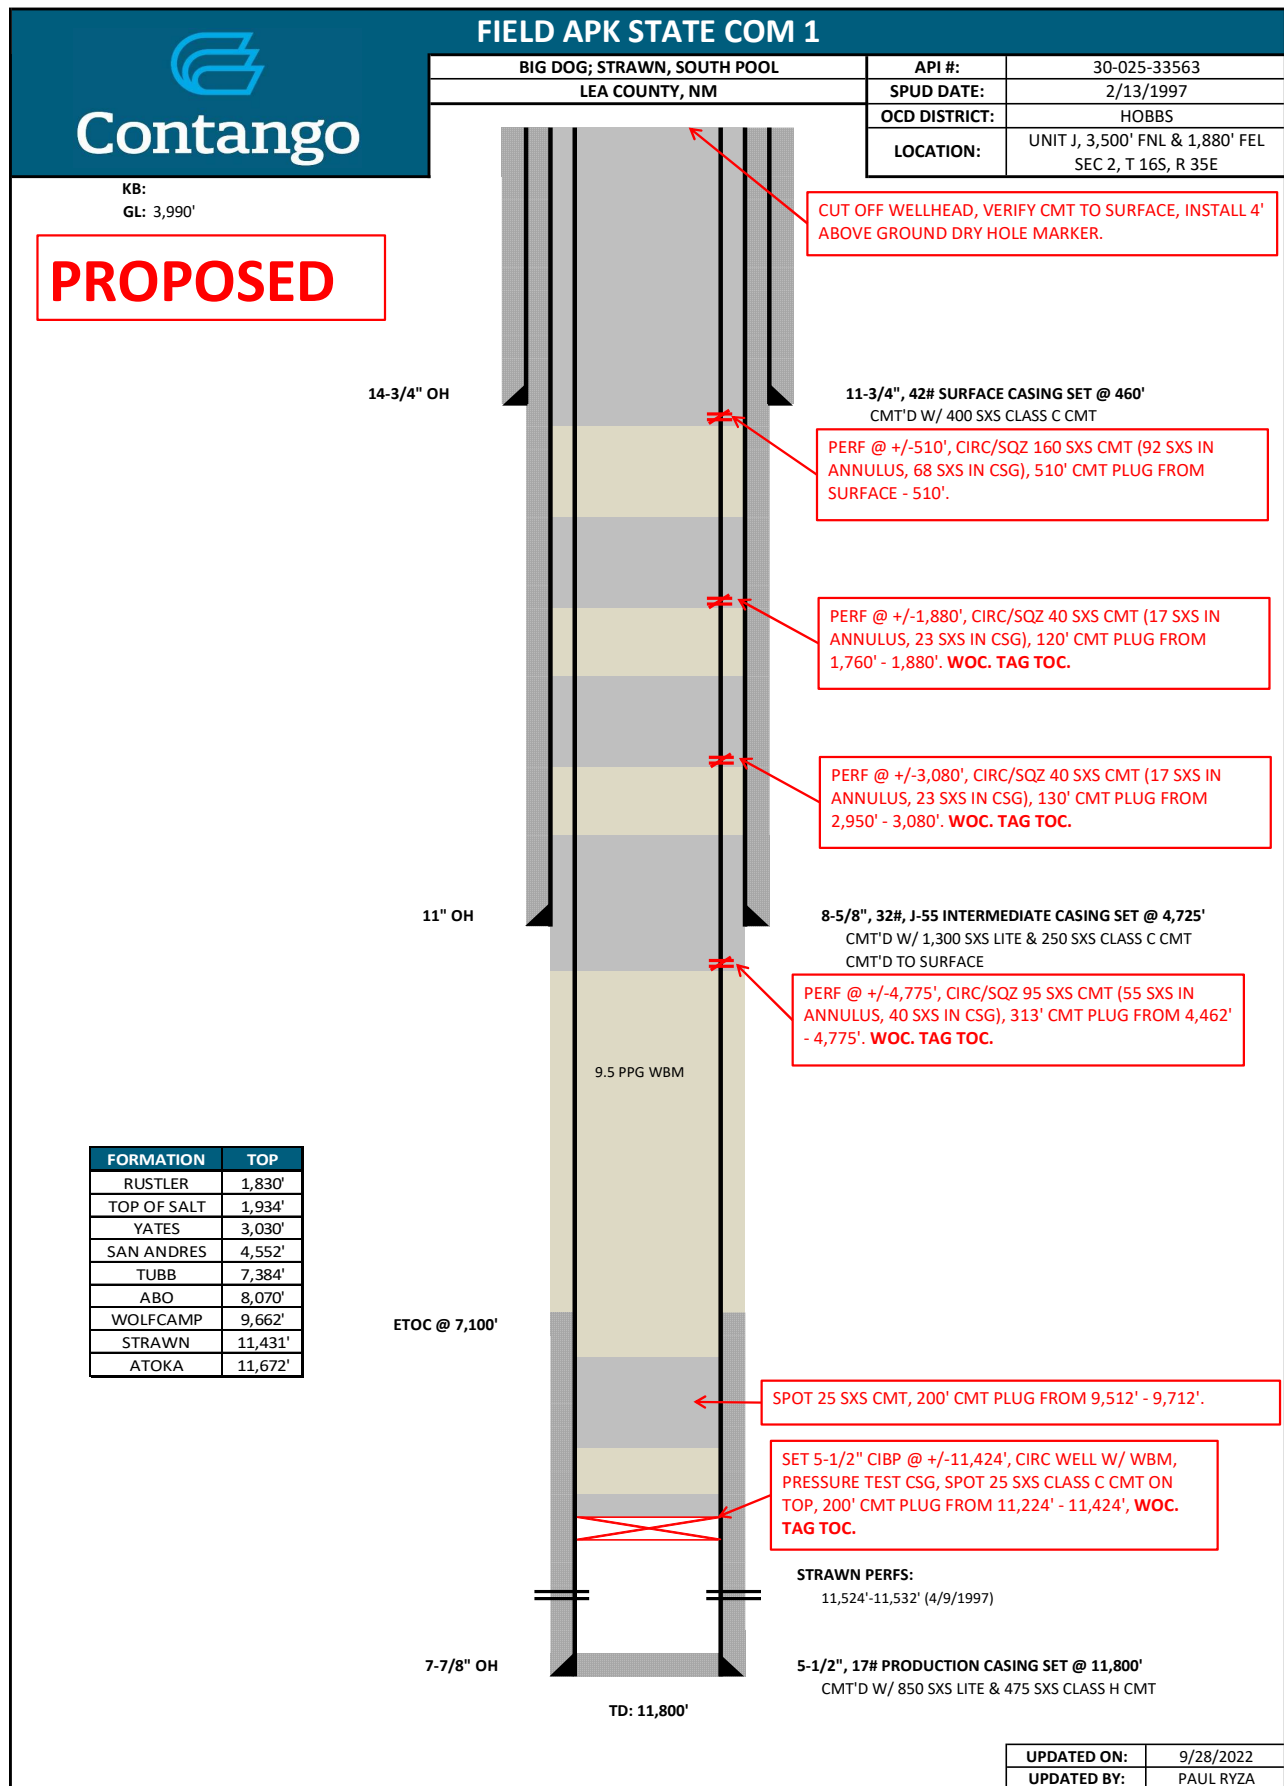 FIELD APK STATE COM 1
Contango
BIG DOG; STRAWN, SOUTH POOL
LEA COUNTY, NM
API #: 30-025-33563
SPUD DATE: 2/13/1997
OCD DISTRICT: HOBBS
LOCATION: UNIT J, 3,500' FNL & 1,880' FEL
SEC 2, T 16S, R 35E
KB:
GL: 3,990'
PROPOSED
CUT OFF WELLHEAD, VERIFY CMT TO SURFACE, INSTALL 4'
ABOVE GROUND DRY HOLE MARKER.
14-3/4" OH
11-3/4", 42# SURFACE CASING SET @ 460'
CMT'D W/ 400 SXS CLASS C CMT
PERF @ +/-510', CIRC/SQZ 160 SXS CMT (92 SXS IN
ANNULUS, 68 SXS IN CSG), 510' CMT PLUG FROM
SURFACE - 510'.
PERF @ +/-1,880', CIRC/SQZ 40 SXS CMT (17 SXS IN
ANNULUS, 23 SXS IN CSG), 120' CMT PLUG FROM
1,760' - 1,880'. WOC. TAG TOC.
PERF @ +/-3,080', CIRC/SQZ 40 SXS CMT (17 SXS IN
ANNULUS, 23 SXS IN CSG), 130' CMT PLUG FROM
2,950' - 3,080'. WOC. TAG TOC.
11" OH
8-5/8", 32#, J-55 INTERMEDIATE CASING SET @ 4,725'
CMT'D W/ 1,300 SXS LITE & 250 SXS CLASS C CMT
CMT'D TO SURFACE
PERF @ +/-4,775', CIRC/SQZ 95 SXS CMT (55 SXS IN
ANNULUS, 40 SXS IN CSG), 313' CMT PLUG FROM 4,462'
- 4,775'. WOC. TAG TOC.
9.5 PPG WBM
FORMATION TOP
RUSTLER 1,830'
TOP OF SALT 1,934'
YATES 3,030'
SAN ANDRES 4,552'
TUBB 7,384'
ABO 8,070'
WOLFCAMP 9,662'
STRAWN 11,431'
ATOKA 11,672'
ETOC @ 7,100'
SPOT 25 SXS CMT, 200' CMT PLUG FROM 9,512' - 9,712'.
SET 5-1/2" CIBP @ +/-11,424', CIRC WELL W/ WBM,
PRESSURE TEST CSG, SPOT 25 SXS CLASS C CMT ON
TOP, 200' CMT PLUG FROM 11,224' - 11,424', WOC.
TAG TOC.
STRAWN PERFS:
11,524'-11,532' (4/9/1997)
7-7/8" OH
5-1/2", 17# PRODUCTION CASING SET @ 11,800'
CMT'D W/ 850 SXS LITE & 475 SXS CLASS H CMT
TD: 11,800'
UPDATED ON: 9/28/2022
UPDATED BY: PAUL RYZA